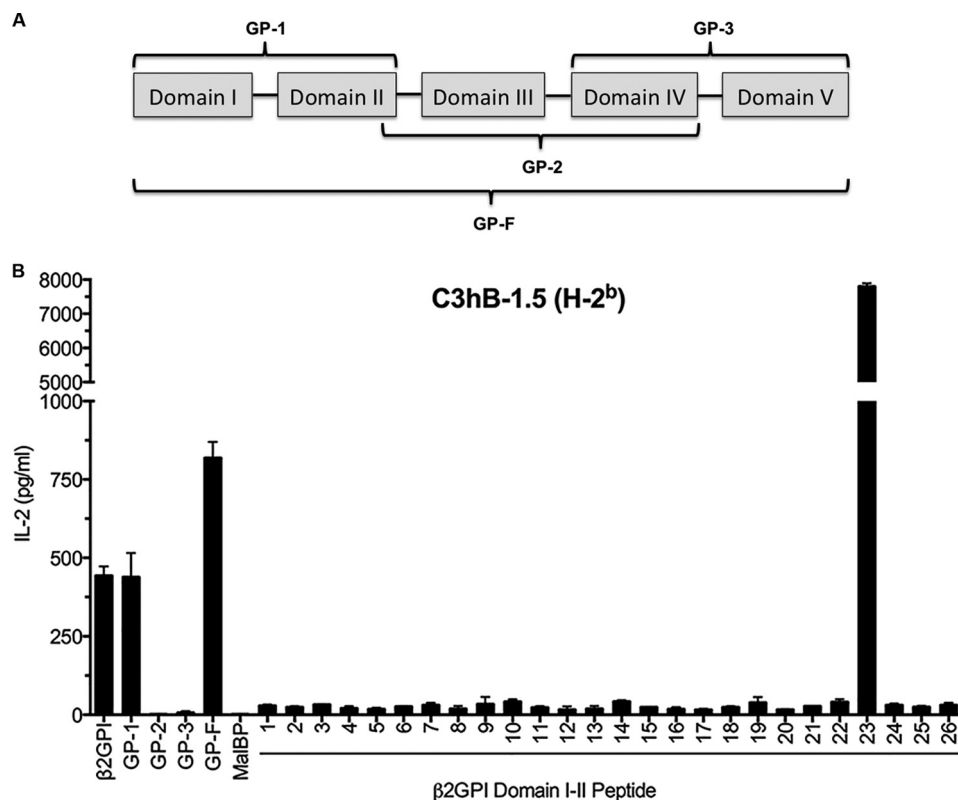 A
GP-1
GP-3
Domain I
Domain II
Domain III
Domain IV
Domain V
GP-2
GP-F
B
C3hB-1.5 (H-2ᵇ)
8000
7000
6000
5000
1000
750
500
250
0
IL-2 (pg/ml)
β2GPI
GP-1
GP-2
GP-3
GP-F
MalBP
1
2
3
4
5
6
7
8
9
10
11
12
13
14
15
16
17
18
19
20
21
22
23
24
25
26
β2GPI Domain I-II Peptide